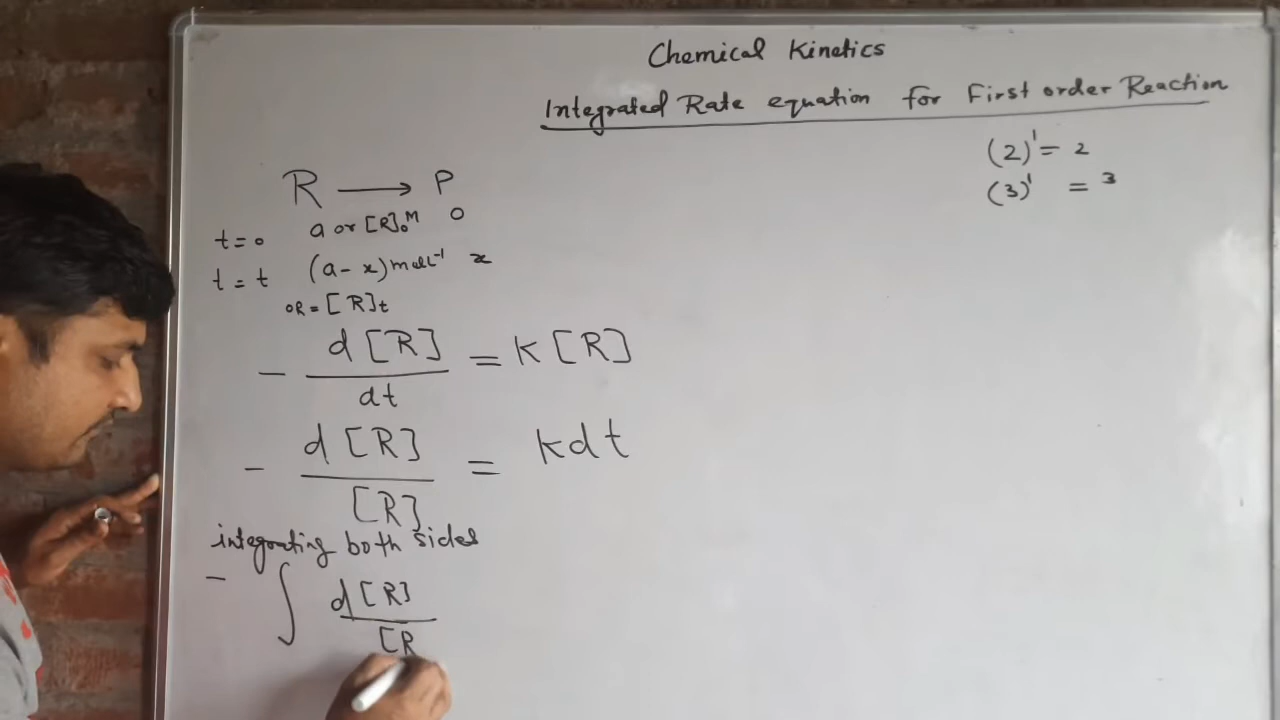 Chemical Kinetics
Integrated Rate equation for First order Reaction
(2)¹ = 2
(3)¹ = 3
R ⟶ P
t=0 a or [R]₀ M 0
t=t (a-x) mol L⁻¹ x
OR = [R]t
- d[R]/dt = K[R]
- d[R]/[R] = Kdt
integrating both sides
- ∫ d[R]/[R